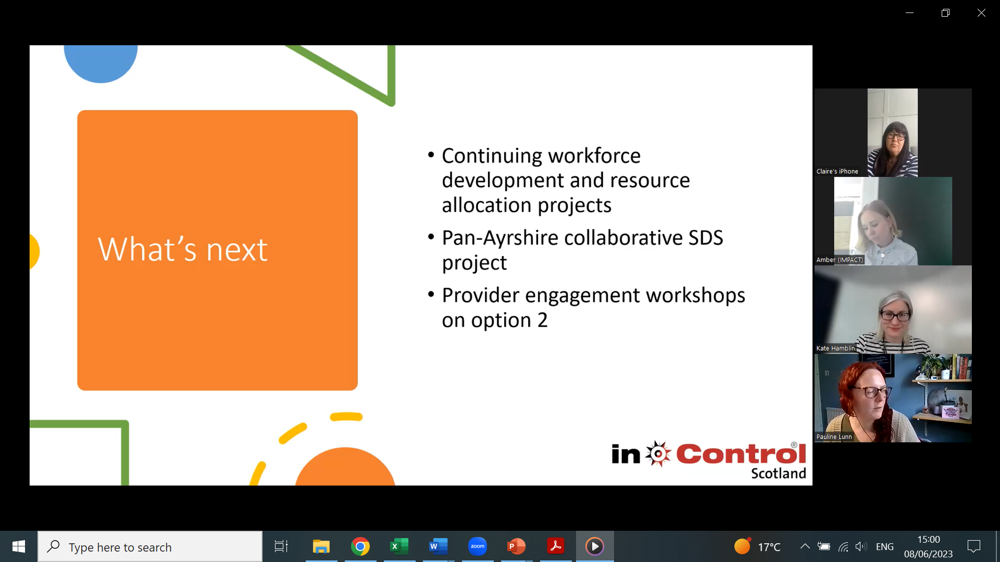 What's next
• Continuing workforce
development and resource
allocation projects
• Pan-Ayrshire collaborative SDS
project
• Provider engagement workshops
on option 2
in Control®
Scotland
Claire's iPhone
Amber (IMPACT)
Kate Hamblin
Pauline Lunn
Type here to search
zoom
17°C
ENG
15:00
08/06/2023